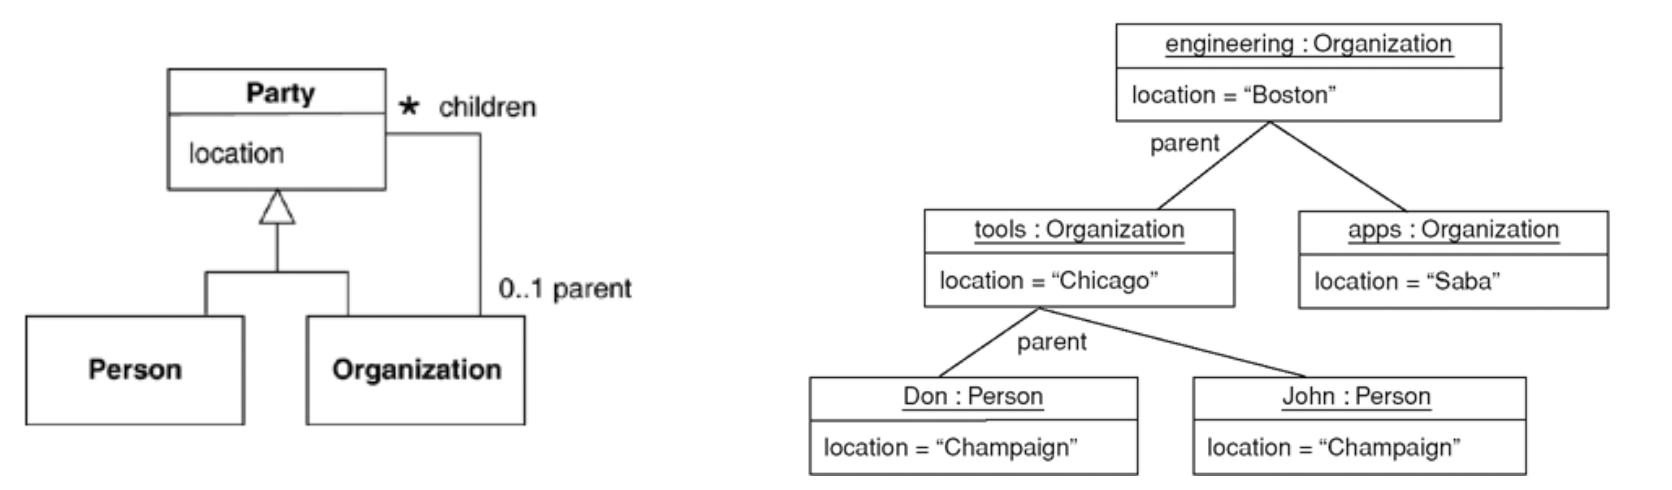 Party
* children
location
0..1 parent
Person
Organization
engineering : Organization
location = “Boston”
parent
tools : Organization
location = “Chicago”
apps : Organization
location = “Saba”
parent
Don : Person
location = “Champaign”
John : Person
location = “Champaign”